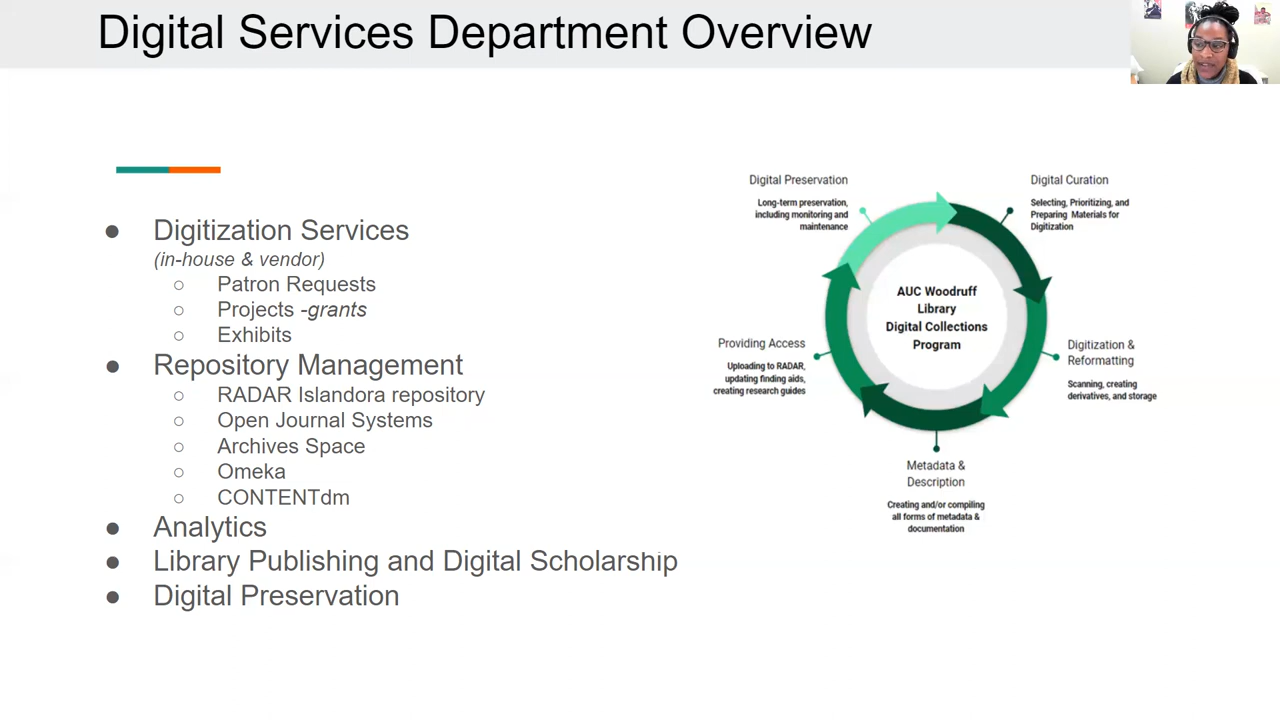 Digital Services Department Overview
● Digitization Services
(in-house & vendor)
○ Patron Requests
○ Projects -grants
○ Exhibits
● Repository Management
○ RADAR Islandora repository
○ Open Journal Systems
○ Archives Space
○ Omeka
○ CONTENTdm
● Analytics
● Library Publishing and Digital Scholarship
● Digital Preservation
Digital Preservation
Long-term preservation,
including monitoring and
maintenance
Digital Curation
Selecting, Prioritizing, and
Preparing Materials for
Digitization
AUC Woodruff
Library
Digital Collections
Program
Providing Access
Uploading to RADAR,
updating finding aids,
creating research guides
Digitization &
Reformatting
Scanning, creating
derivatives, and storage
Metadata &
Description
Creating and/or compiling
all forms of metadata &
documentation